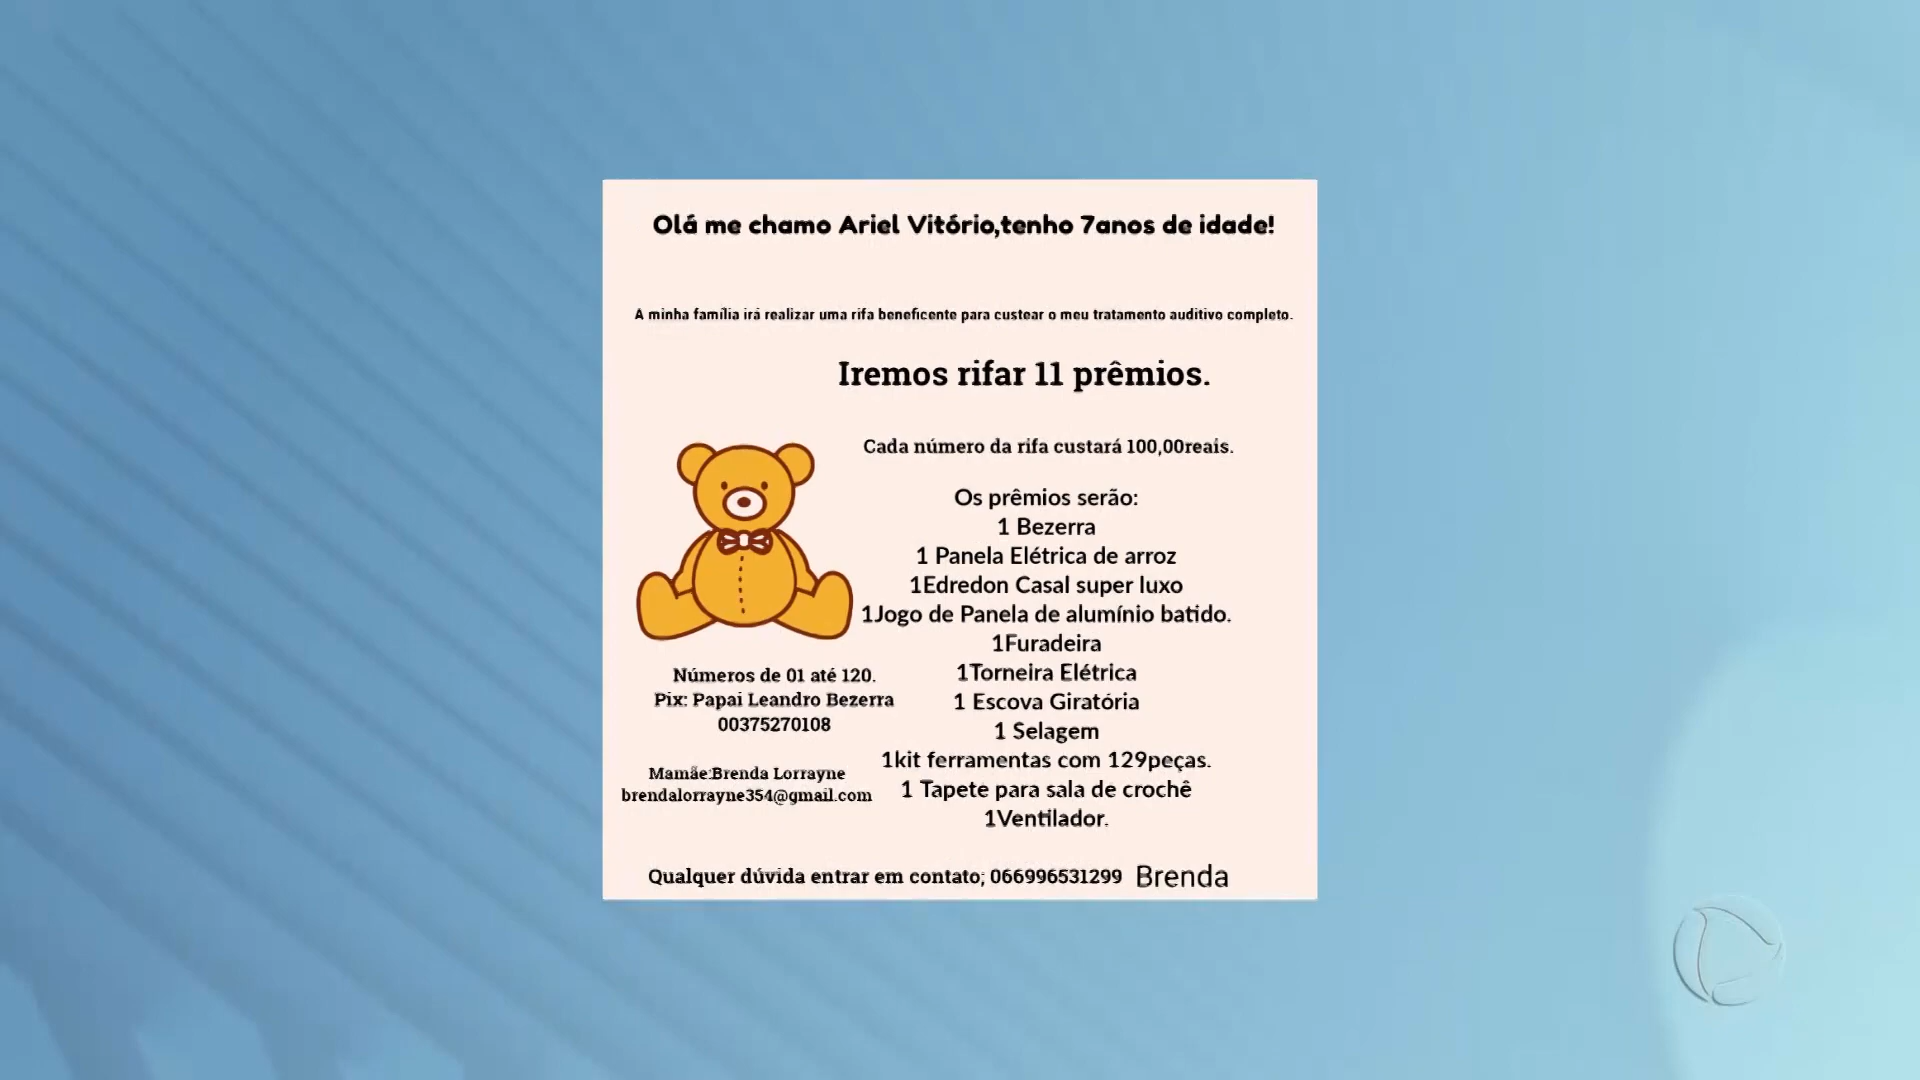 Olá me chamo Ariel Vitório,tenho 7anos de idade!
A minha família irá realizar uma rifa beneficente para custear o meu tratamento auditivo completo.
Iremos rifar 11 prêmios.
Cada número da rifa custará 100,00reais.
Os prêmios serão:
1 Bezerra
1 Panela Elétrica de arroz
1Edredon Casal super luxo
1Jogo de Panela de alumínio batido.
1Furadeira
1Torneira Elétrica
1 Escova Giratória
1 Selagem
1kit ferramentas com 129peças.
1 Tapete para sala de crochê
1Ventilador.
Números de 01 até 120.
Pix: Papai Leandro Bezerra
00375270108
Mamãe:Brenda Lorrayne
brendalorrayne354@gmail.com
Qualquer dúvida entrar em contato; 066996531299 Brenda